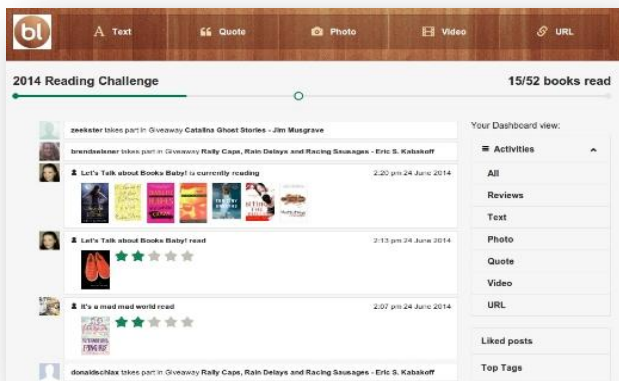 bl
Text
Quote
Photo
Video
URL
2014 Reading Challenge
15/52 books read
zeekster takes part in Giveaway Catalina Ghost Stories - Jim Musgrave
brendaelsner takes part in Giveaway Rally Caps, Rain Delays and Racing Sausages - Eric S. Kabakoff
Let's Talk about Books Baby! is currently reading
2:20 pm 24 June 2014
Let's Talk about Books Baby! read
2:13 pm 24 June 2014
It's a mad mad world read
2:07 pm 24 June 2014
donaldschlax takes part in Giveaway Rally Caps, Rain Delays and Racing Sausages - Eric S. Kabakoff
Your Dashboard view:
Activities
All
Reviews
Text
Photo
Quote
Video
URL
Liked posts
Top Tags